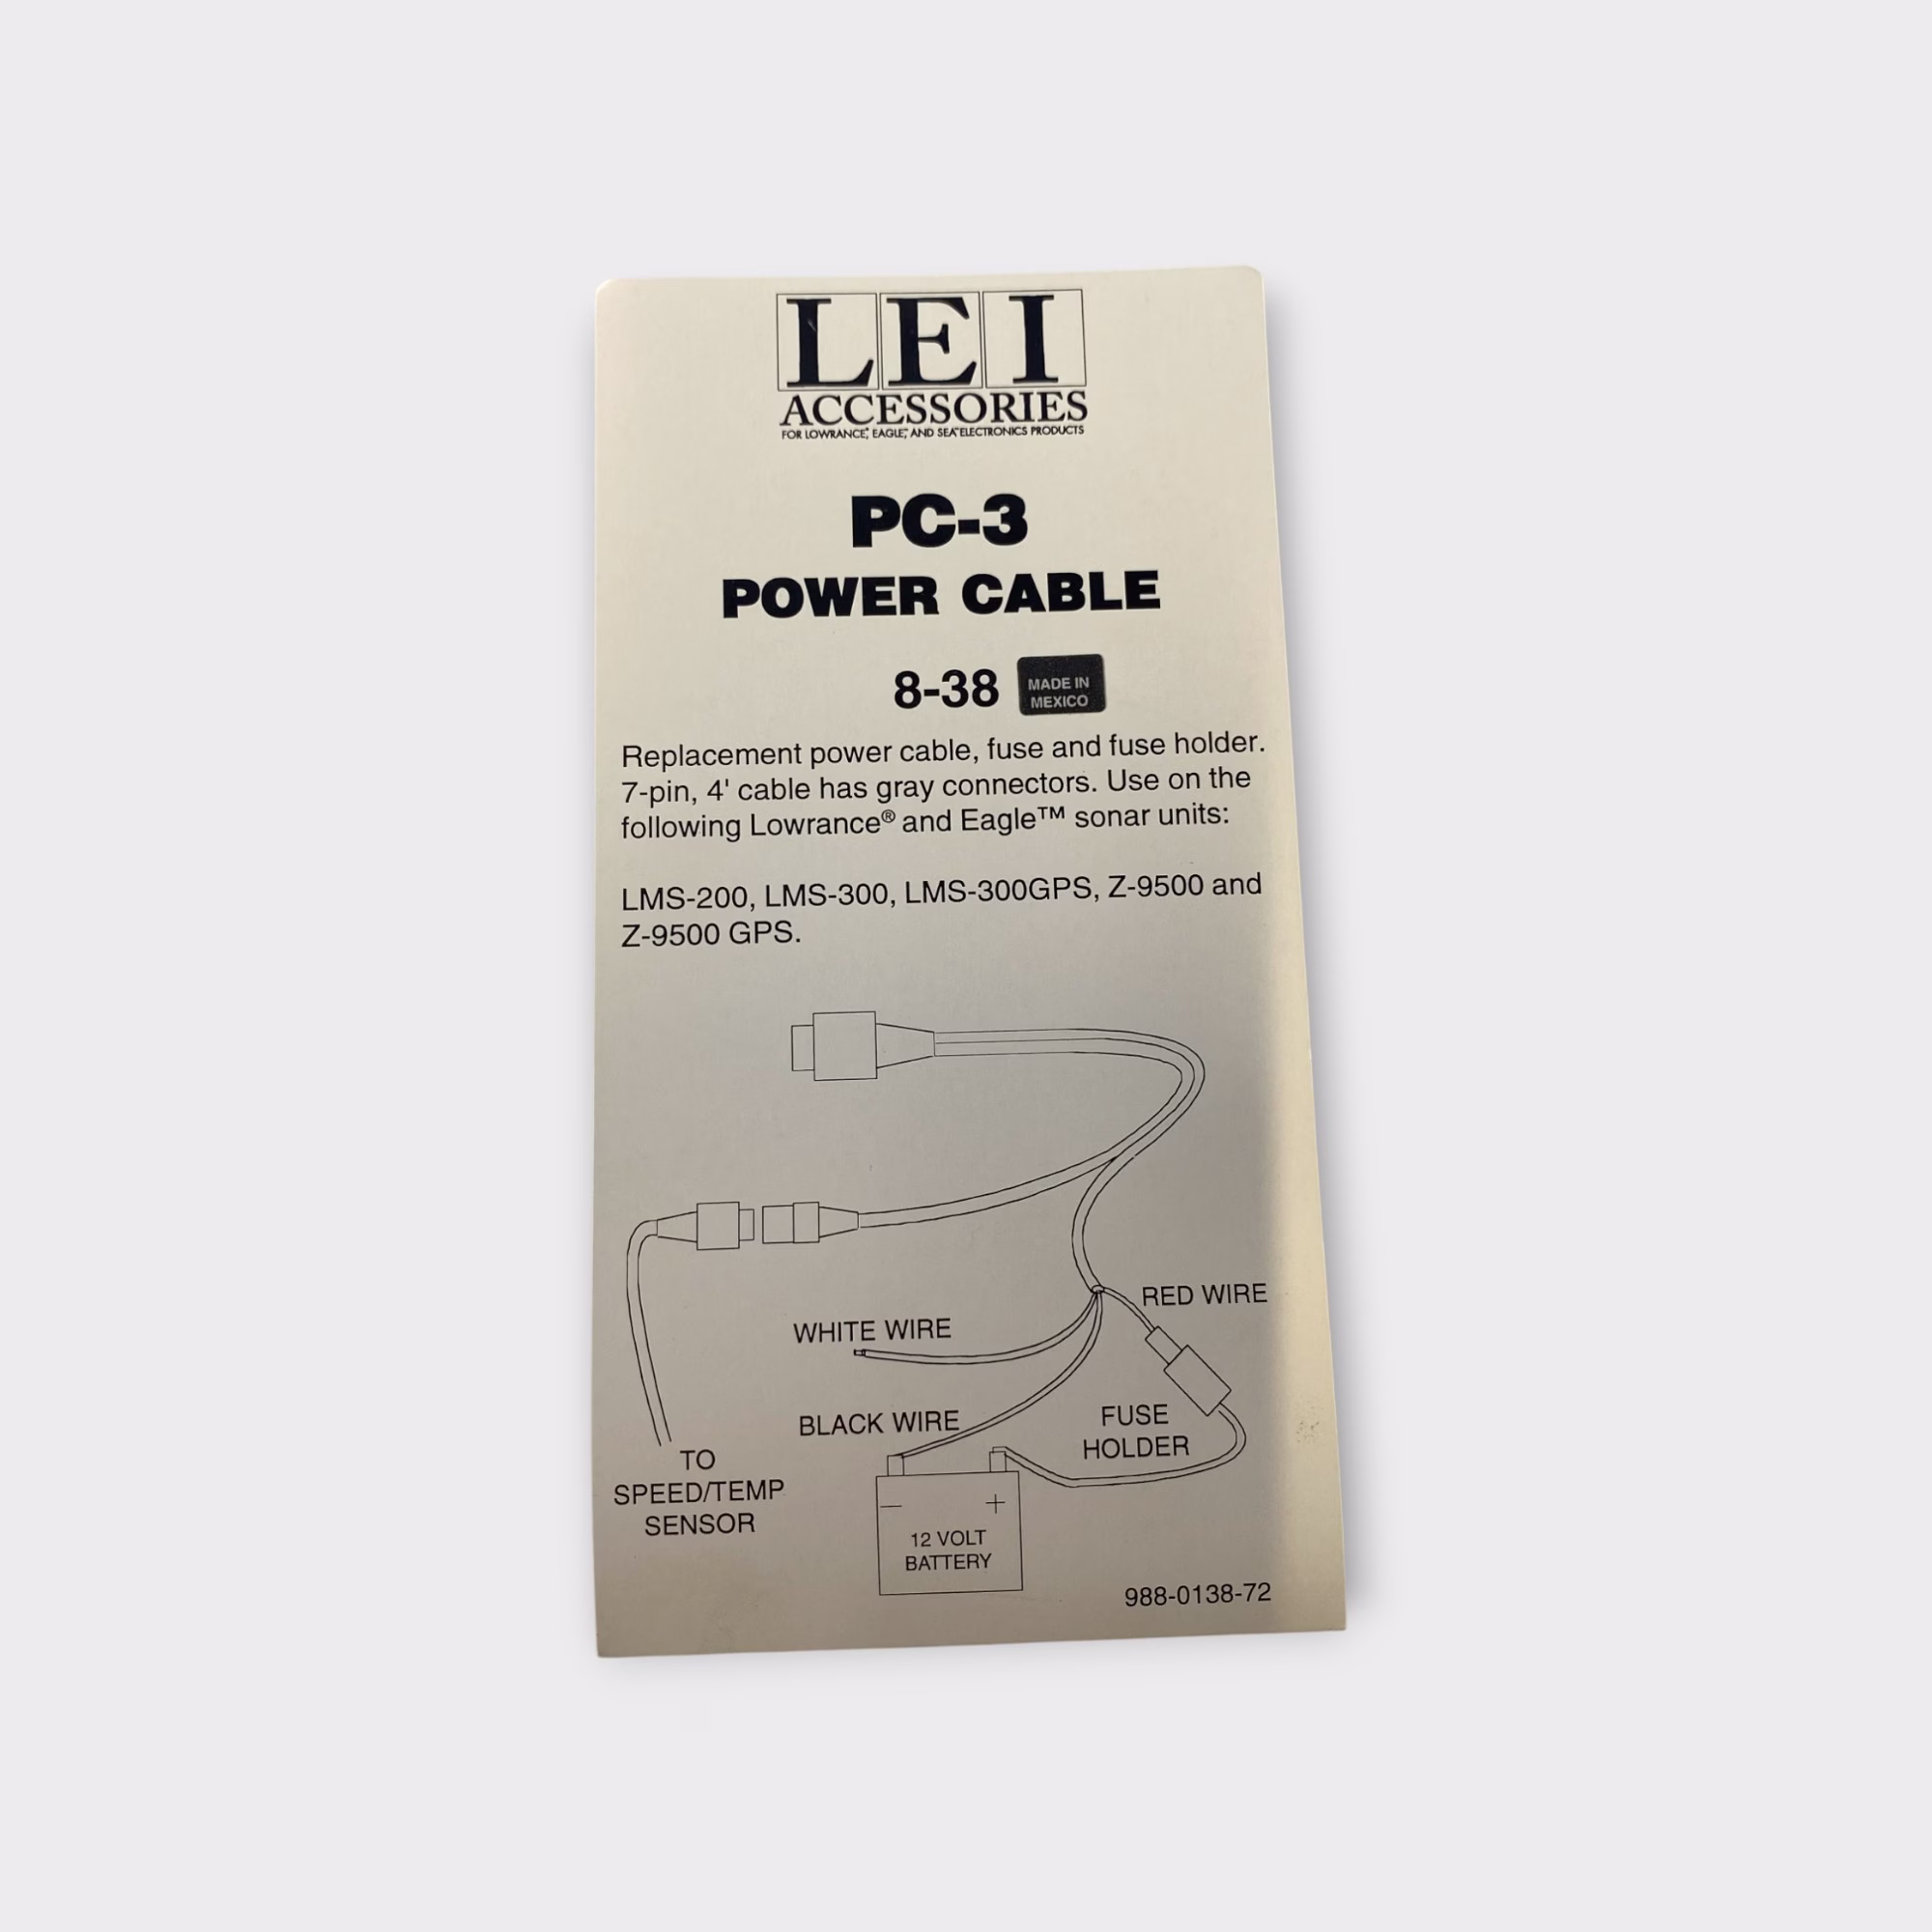 LEI
ACCESSORIES
FOR LOWRANCE®, EAGLE™, AND SEA™ELECTRONICS PRODUCTS
PC-3
POWER CABLE
8-38
MADE IN
MEXICO
Replacement power cable, fuse and fuse holder.
7-pin, 4' cable has gray connectors. Use on the
following Lowrance® and Eagle™ sonar units:
LMS-200, LMS-300, LMS-300GPS, Z-9500 and
Z-9500 GPS.
RED WIRE
WHITE WIRE
BLACK WIRE
FUSE
HOLDER
TO
SPEED/TEMP
SENSOR
− +
12 VOLT
BATTERY
988-0138-72